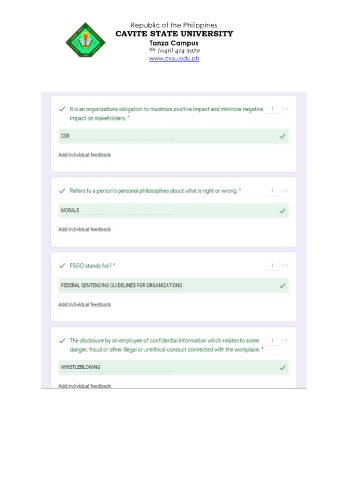 Republic of the Philippines
CAVITE STATE UNIVERSITY
Tanza Campus
☏ (046) 414-3979
www.cvsu.edu.ph
It is an organizations obligation to maximize positive impact and minimize negative 1 / 1
impact on stakeholders. *
CSR
Add individual feedback
Refers to a person's personal philosophies about what is right or wrong. * 1 / 1
MORALS
Add individual feedback
FSGO stands for? * 1 / 1
FEDERAL SENTENCING GUIDELINES FOR ORGANIZATIONS
Add individual feedback
The disclosure by an employee of confidential information which relates to some 1 / 1
danger, fraud or other illegal or unethical conduct connected with the workplace. *
WHISTLEBLOWING
Add individual feedback